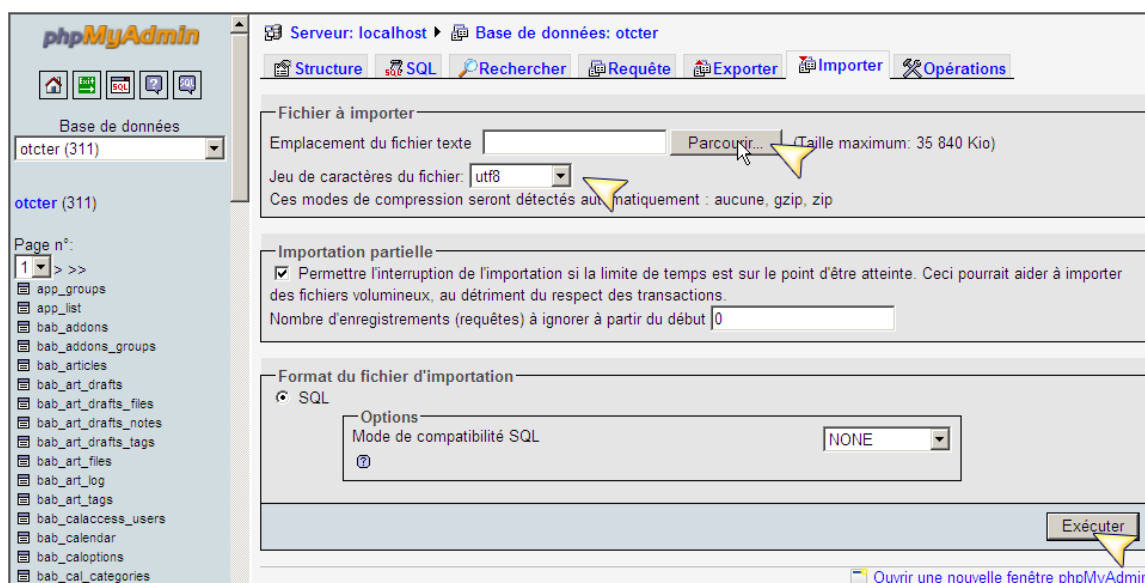 phpMyAdmin
Exit
SQL
?
SQL
Base de données
otcter (311)
otcter (311)
Page n°:
1 > >>
app_groups
app_list
bab_addons
bab_addons_groups
bab_articles
bab_art_drafts
bab_art_drafts_files
bab_art_drafts_notes
bab_art_drafts_tags
bab_art_files
bab_art_log
bab_art_tags
bab_calaccess_users
bab_calendar
bab_caloptions
bab_cal_categories
Serveur: localhost Base de données: otcter
Structure SQL Rechercher Requête Exporter Importer Opérations
Fichier à importer
Emplacement du fichier texte Parcourir... (Taille maximum: 35 840 Kio)
Jeu de caractères du fichier: utf8
Ces modes de compression seront détectés automatiquement : aucune, gzip, zip
Importation partielle
Permettre l'interruption de l'importation si la limite de temps est sur le point d'être atteinte. Ceci pourrait aider à importer
des fichiers volumineux, au détriment du respect des transactions.
Nombre d'enregistrements (requêtes) à ignorer à partir du début 0
Format du fichier d'importation
SQL
Options
Mode de compatibilité SQL NONE
?
Exécuter
Ouvrir une nouvelle fenêtre phpMyAdmin